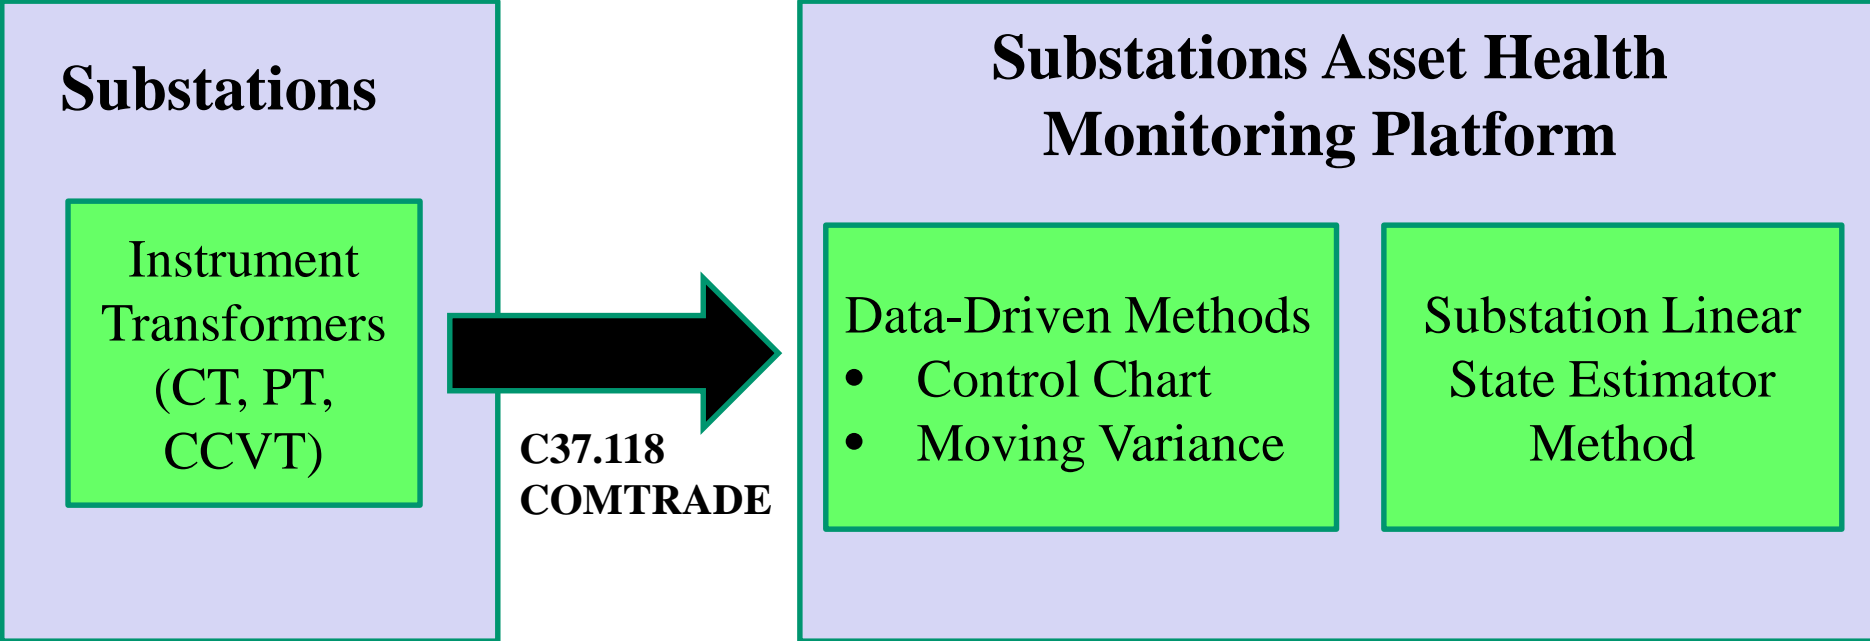 Substations
Instrument
Transformers
(CT, PT,
CCVT)
C37.118
COMTRADE
Substations Asset Health
Monitoring Platform
Data-Driven Methods
• Control Chart
• Moving Variance
Substation Linear
State Estimator
Method